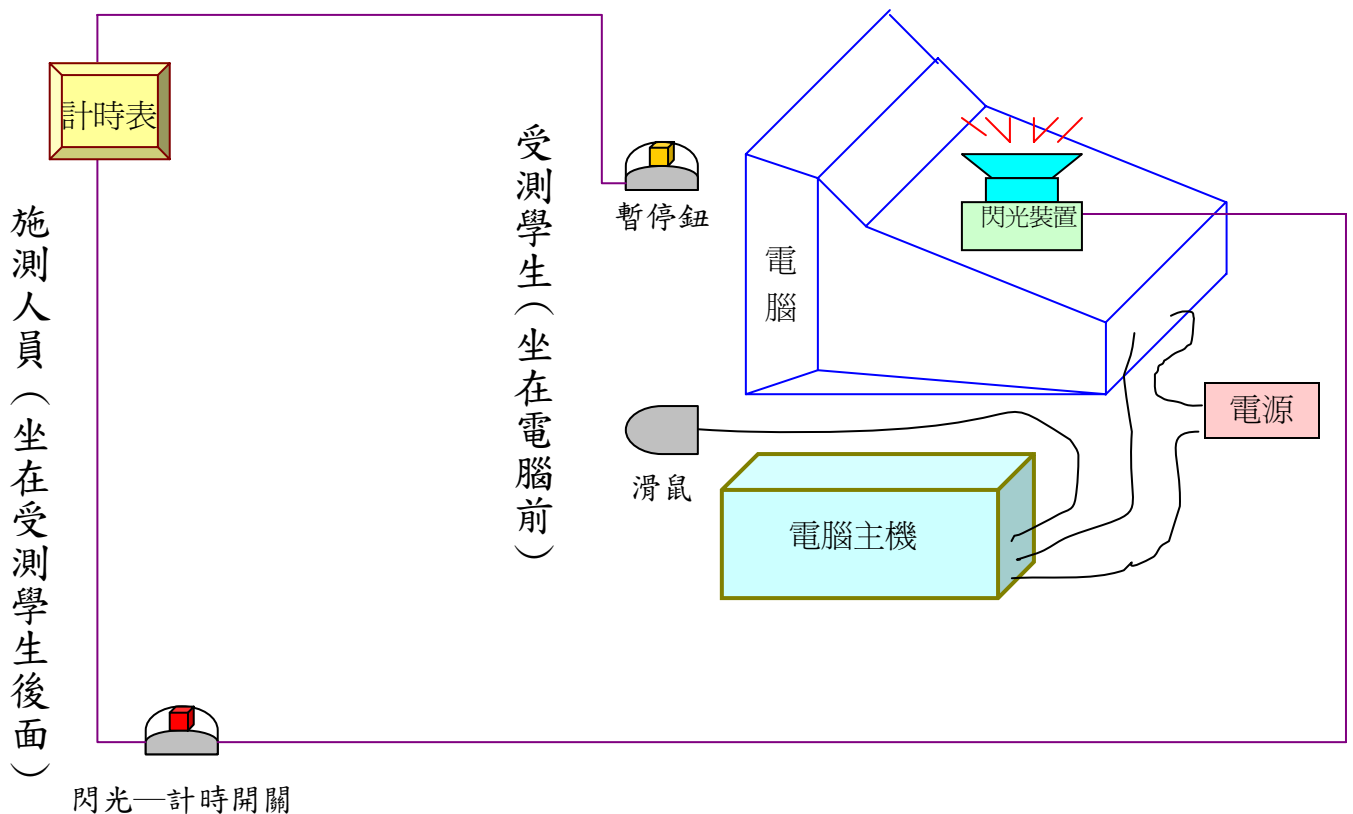 計時表
施測人員（坐在受測學生後面）
受測學生（坐在電腦前）
暫停鈕
閃光裝置
電腦
滑鼠
電源
電腦主機
閃光—計時開關